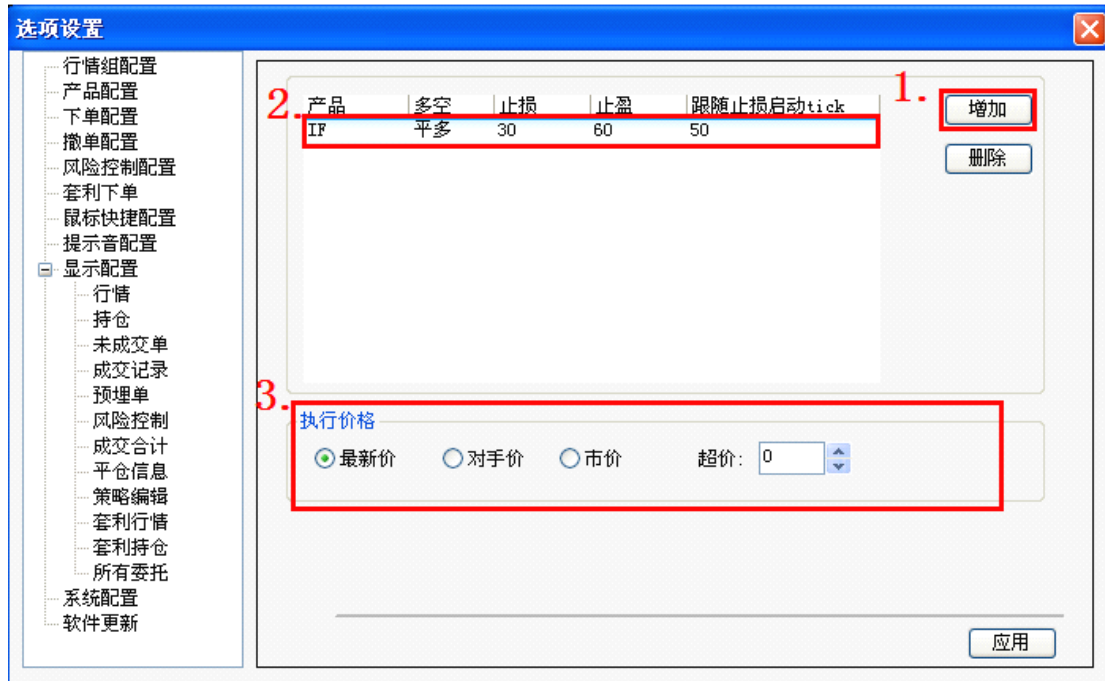 选项设置
行情组配置
产品配置
下单配置
撤单配置
风险控制配置
套利下单
鼠标快捷配置
提示音配置
显示配置
行情
持仓
未成交单
成交记录
预埋单
风险控制
成交合计
平仓信息
策略编辑
套利行情
套利持仓
所有委托
系统配置
软件更新
1.
增加
删除
2.
产品 多空 止损 止盈 跟随止损启动tick
IF 平多 30 60 50
3.
执行价格
最新价 对手价 市价 超价: 0
应用